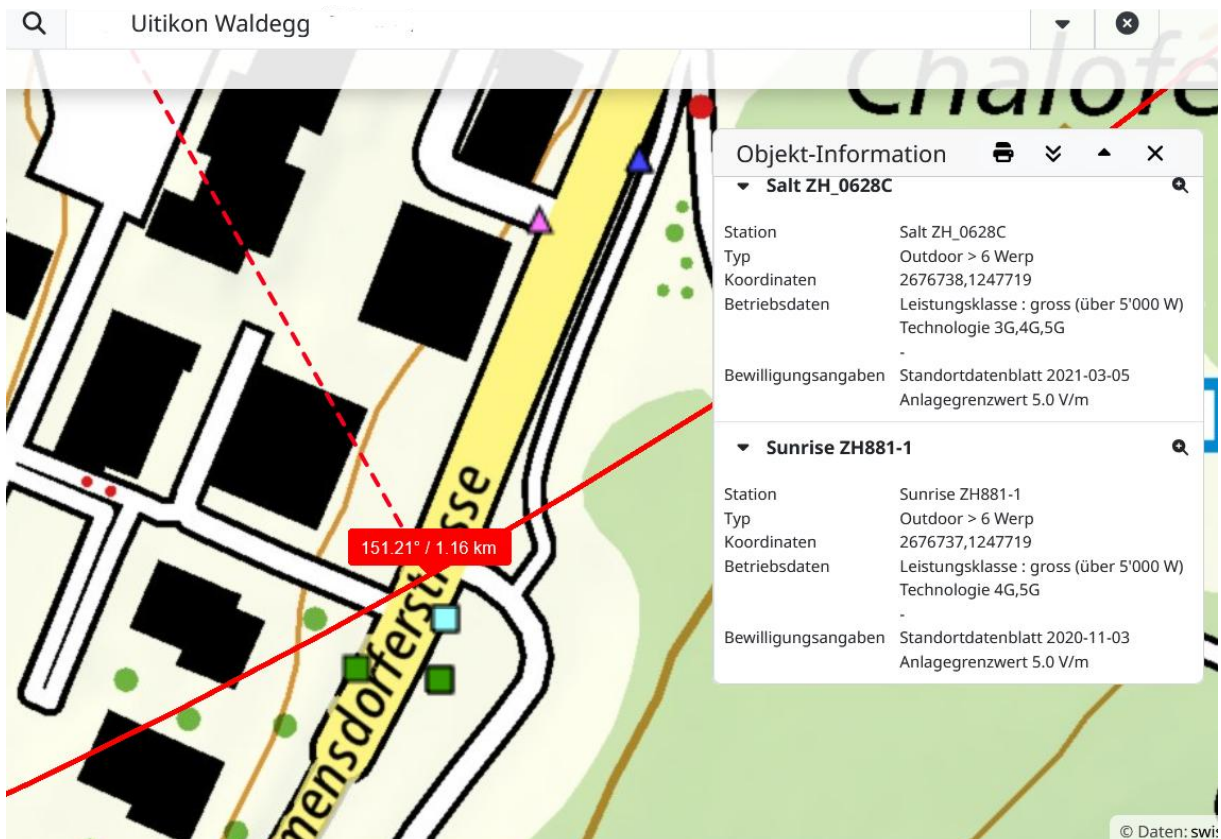 Uitikon Waldegg
Objekt-Information
Salt ZH_0628C
Station Salt ZH_0628C
Typ Outdoor > 6 Werp
Koordinaten 2676738,1247719
Betriebsdaten Leistungsklasse : gross (über 5'000 W)
Technologie 3G,4G,5G
-
Bewilligungsangaben Standortdatenblatt 2021-03-05
Anlagegrenzwert 5.0 V/m
Sunrise ZH881-1
Station Sunrise ZH881-1
Typ Outdoor > 6 Werp
Koordinaten 2676737,1247719
Betriebsdaten Leistungsklasse : gross (über 5'000 W)
Technologie 4G,5G
-
Bewilligungsangaben Standortdatenblatt 2020-11-03
Anlagegrenzwert 5.0 V/m
151.21° / 1.16 km
© Daten: swi